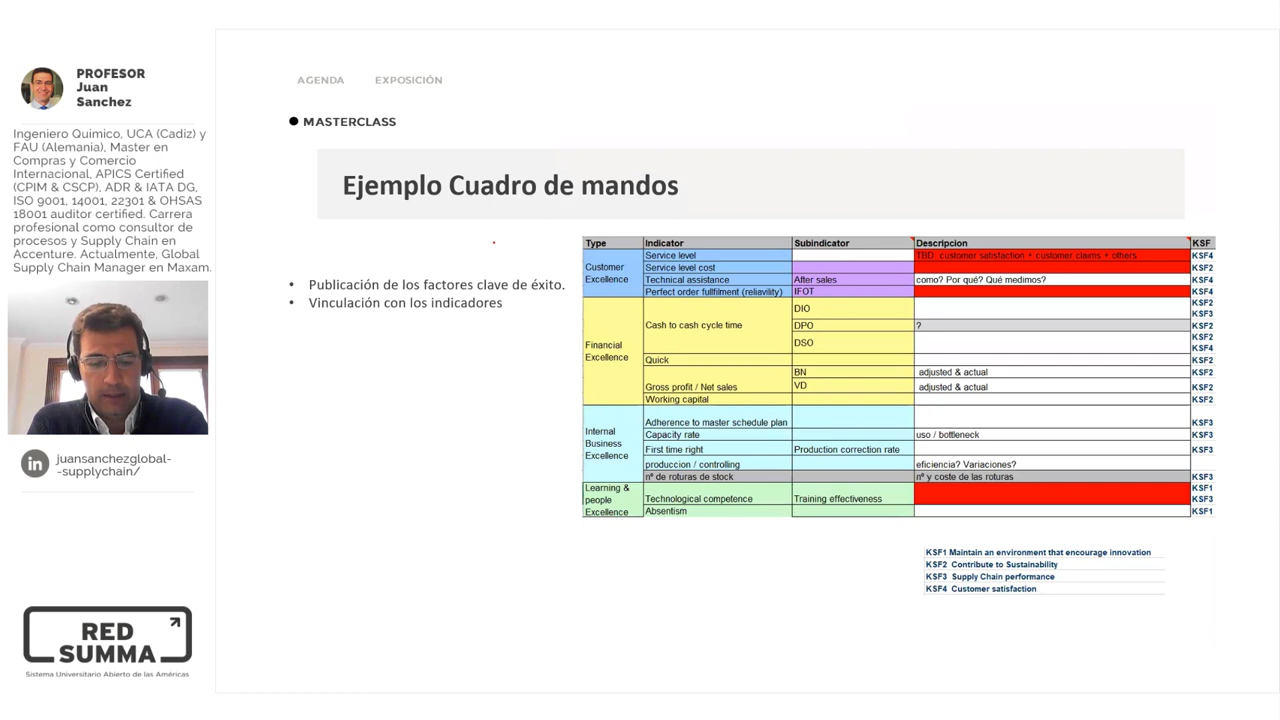 PROFESOR
Juan
Sanchez
Ingeniero Quimico, UCA (Cadiz) y
FAU (Alemania), Master en
Compras y Comercio
Internacional, APICS Certified
(CPIM & CSCP), ADR & IATA DG,
ISO 9001, 14001, 22301 & OHSAS
18001 auditor certified. Carrera
profesional como consultor de
procesos y Supply Chain en
Accenture. Actualmente, Global
Supply Chain Manager en Maxam.
in
juansanchezglobal-
-supplychain/
RED
SUMMA
Sistema Universitario Abierto de las Américas
AGENDA EXPOSICIÓN
MASTERCLASS
Ejemplo Cuadro de mandos
• Publicación de los factores clave de éxito.
• Vinculación con los indicadores
Type Indicator Subindicator Descripcion KSF
Customer Excellence
Service level TBD customer satisfaction + customer claims + others KSF4
Service level cost KSF2
Technical assistance After sales como? Por qué? Qué medimos? KSF4
Perfect order fullfilment (reliavility) IFOT KSF4
Financial Excellence
Cash to cash cycle time
DIO KSF2 KSF3
DPO ? KSF2
DSO KSF2 KSF4
Quick KSF2
Gross profit / Net sales
BN adjusted & actual KSF2
VD adjusted & actual KSF2
Working capital KSF2
Internal Business Excellence
Adherence to master schedule plan KSF3
Capacity rate uso / bottleneck KSF3
First time right Production correction rate KSF3
produccion / controlling eficiencia? Variaciones?
nº de roturas de stock nº y coste de las roturas KSF3
Learning & people Excellence
Technological competence Training effectiveness KSF1 KSF3
Absentism KSF1
KSF1 Maintain an environment that encourage innovation
KSF2 Contribute to Sustainability
KSF3 Supply Chain performance
KSF4 Customer satisfaction